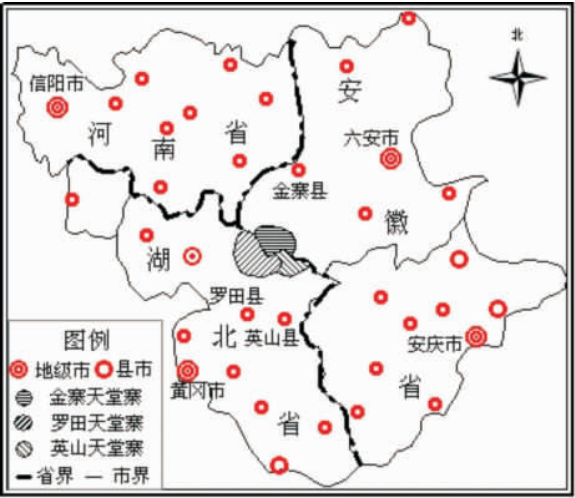 北
信阳市
安
河
南
省
六安市
金寨县
徽
湖
罗田县
北
英山县
安庆市
黄冈市
省
省
图例
地级市 县市
金寨天堂寨
罗田天堂寨
英山天堂寨
省界 市界